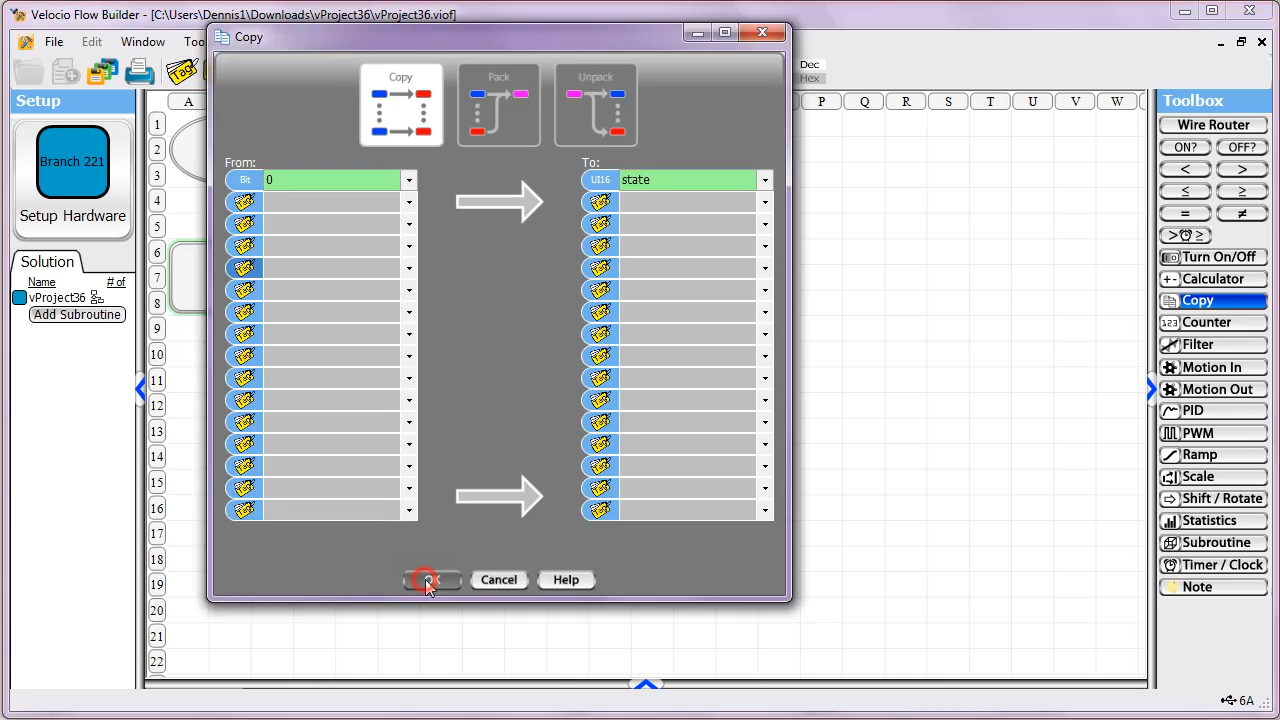 Velocio Flow Builder - [C:\Users\Dennis1\Downloads\vProject36\vProject36.viof]
File Edit Window
Copy
Dec
Hex
Tag
Setup
Branch 221
Setup Hardware
Solution
Name # of
vProject36
Add Subroutine
A P Q R S T U V W
1
2
3
4
5
6
7
8
9
10
11
12
13
14
15
16
17
18
19
20
21
22
Copy Pack Unpack
From: To:
Bit 0 UI16 state
OK Cancel Help
Toolbox
Wire Router
ON? OFF?
< >
≤ ≥
= ≠
> ≥
Turn On/Off
+- Calculator
Copy
123 Counter
Filter
Motion In
Motion Out
PID
PWM
Ramp
Scale
Shift / Rotate
Statistics
Subroutine
Timer / Clock
Note
6A